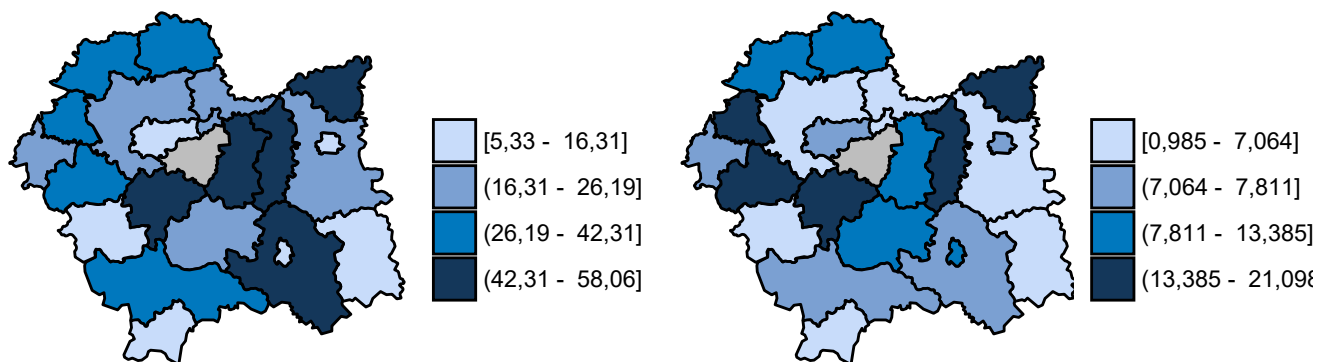 [5,33 - 16,31]
(16,31 - 26,19]
(26,19 - 42,31]
(42,31 - 58,06]
[0,985 - 7,064]
(7,064 - 7,811]
(7,811 - 13,385]
(13,385 - 21,098